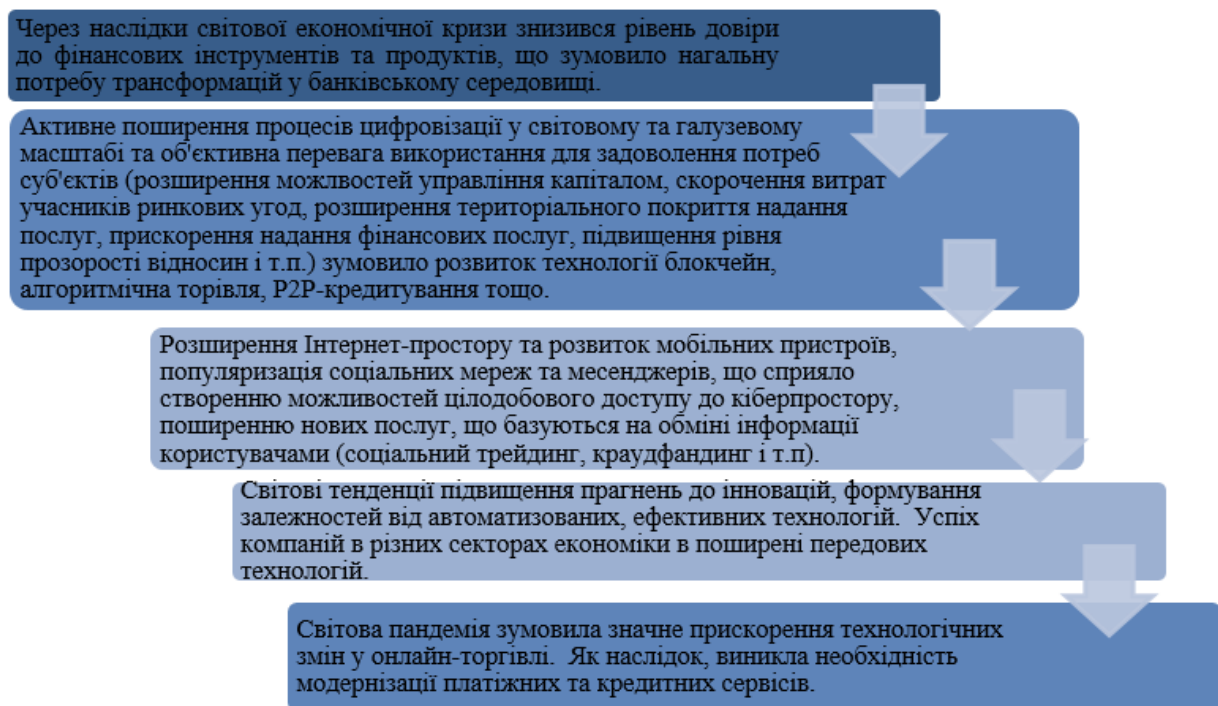 Через наслідки світової економічної кризи знизився рівень довіри
до фінансових інструментів та продуктів, що зумовило нагальну
потребу трансформацій у банківському середовищі.
Активне поширення процесів цифровізації у світовому та галузевому
масштабі та об'єктивна перевага використання для задоволення потреб
суб'єктів (розширення можлвостей управління капіталом, скорочення витрат
учасників ринкових угод, розширення територіального покриття надання
послуг, прискорення надання фінансових послуг, підвищення рівня
прозорості відносин і т.п.) зумовило розвиток технології блокчейн,
алгоритмічна торівля, P2P-кредитування тощо.
Розширення Інтернет-простору та розвиток мобільних пристроїв,
популяризація соціальних мереж та месенджерів, що сприяло
створенню можливостей цілодобового доступу до кіберпростору,
поширенню нових послуг, що базуються на обміні інформації
користувачами (соціальний трейдинг, краудфандинг і т.п).
Світові тенденції підвищення прагнень до інновацій, формування
залежностей від автоматизованих, ефективних технологій. Успіх
компаній в різних секторах економіки в поширені передових
технологій.
Світова пандемія зумовила значне прискорення технологічних
змін у онлайн-торгівлі. Як наслідок, виникла необхідність
модернізації платіжних та кредитних сервісів.